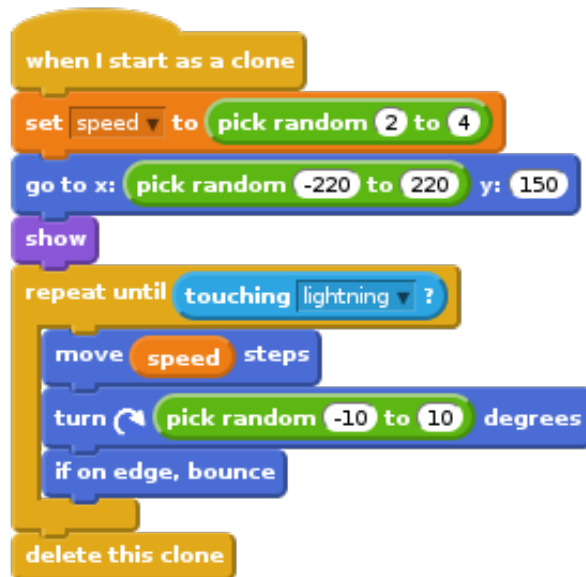 when I start as a clone
set speed to pick random 2 to 4
go to x: pick random -220 to 220 y: 150
show
repeat until touching lightning ?
move speed steps
turn pick random -10 to 10 degrees
if on edge, bounce
delete this clone